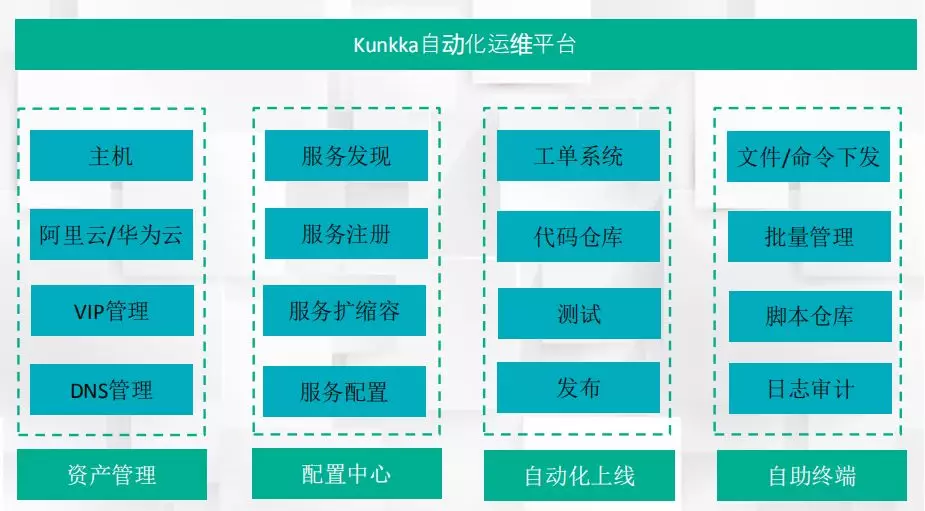 Kunkka自动化运维平台
主机
阿里云/华为云
VIP管理
DNS管理
资产管理
服务发现
服务注册
服务扩缩容
服务配置
配置中心
工单系统
代码仓库
测试
发布
自动化上线
文件/命令下发
批量管理
脚本仓库
日志审计
自助终端